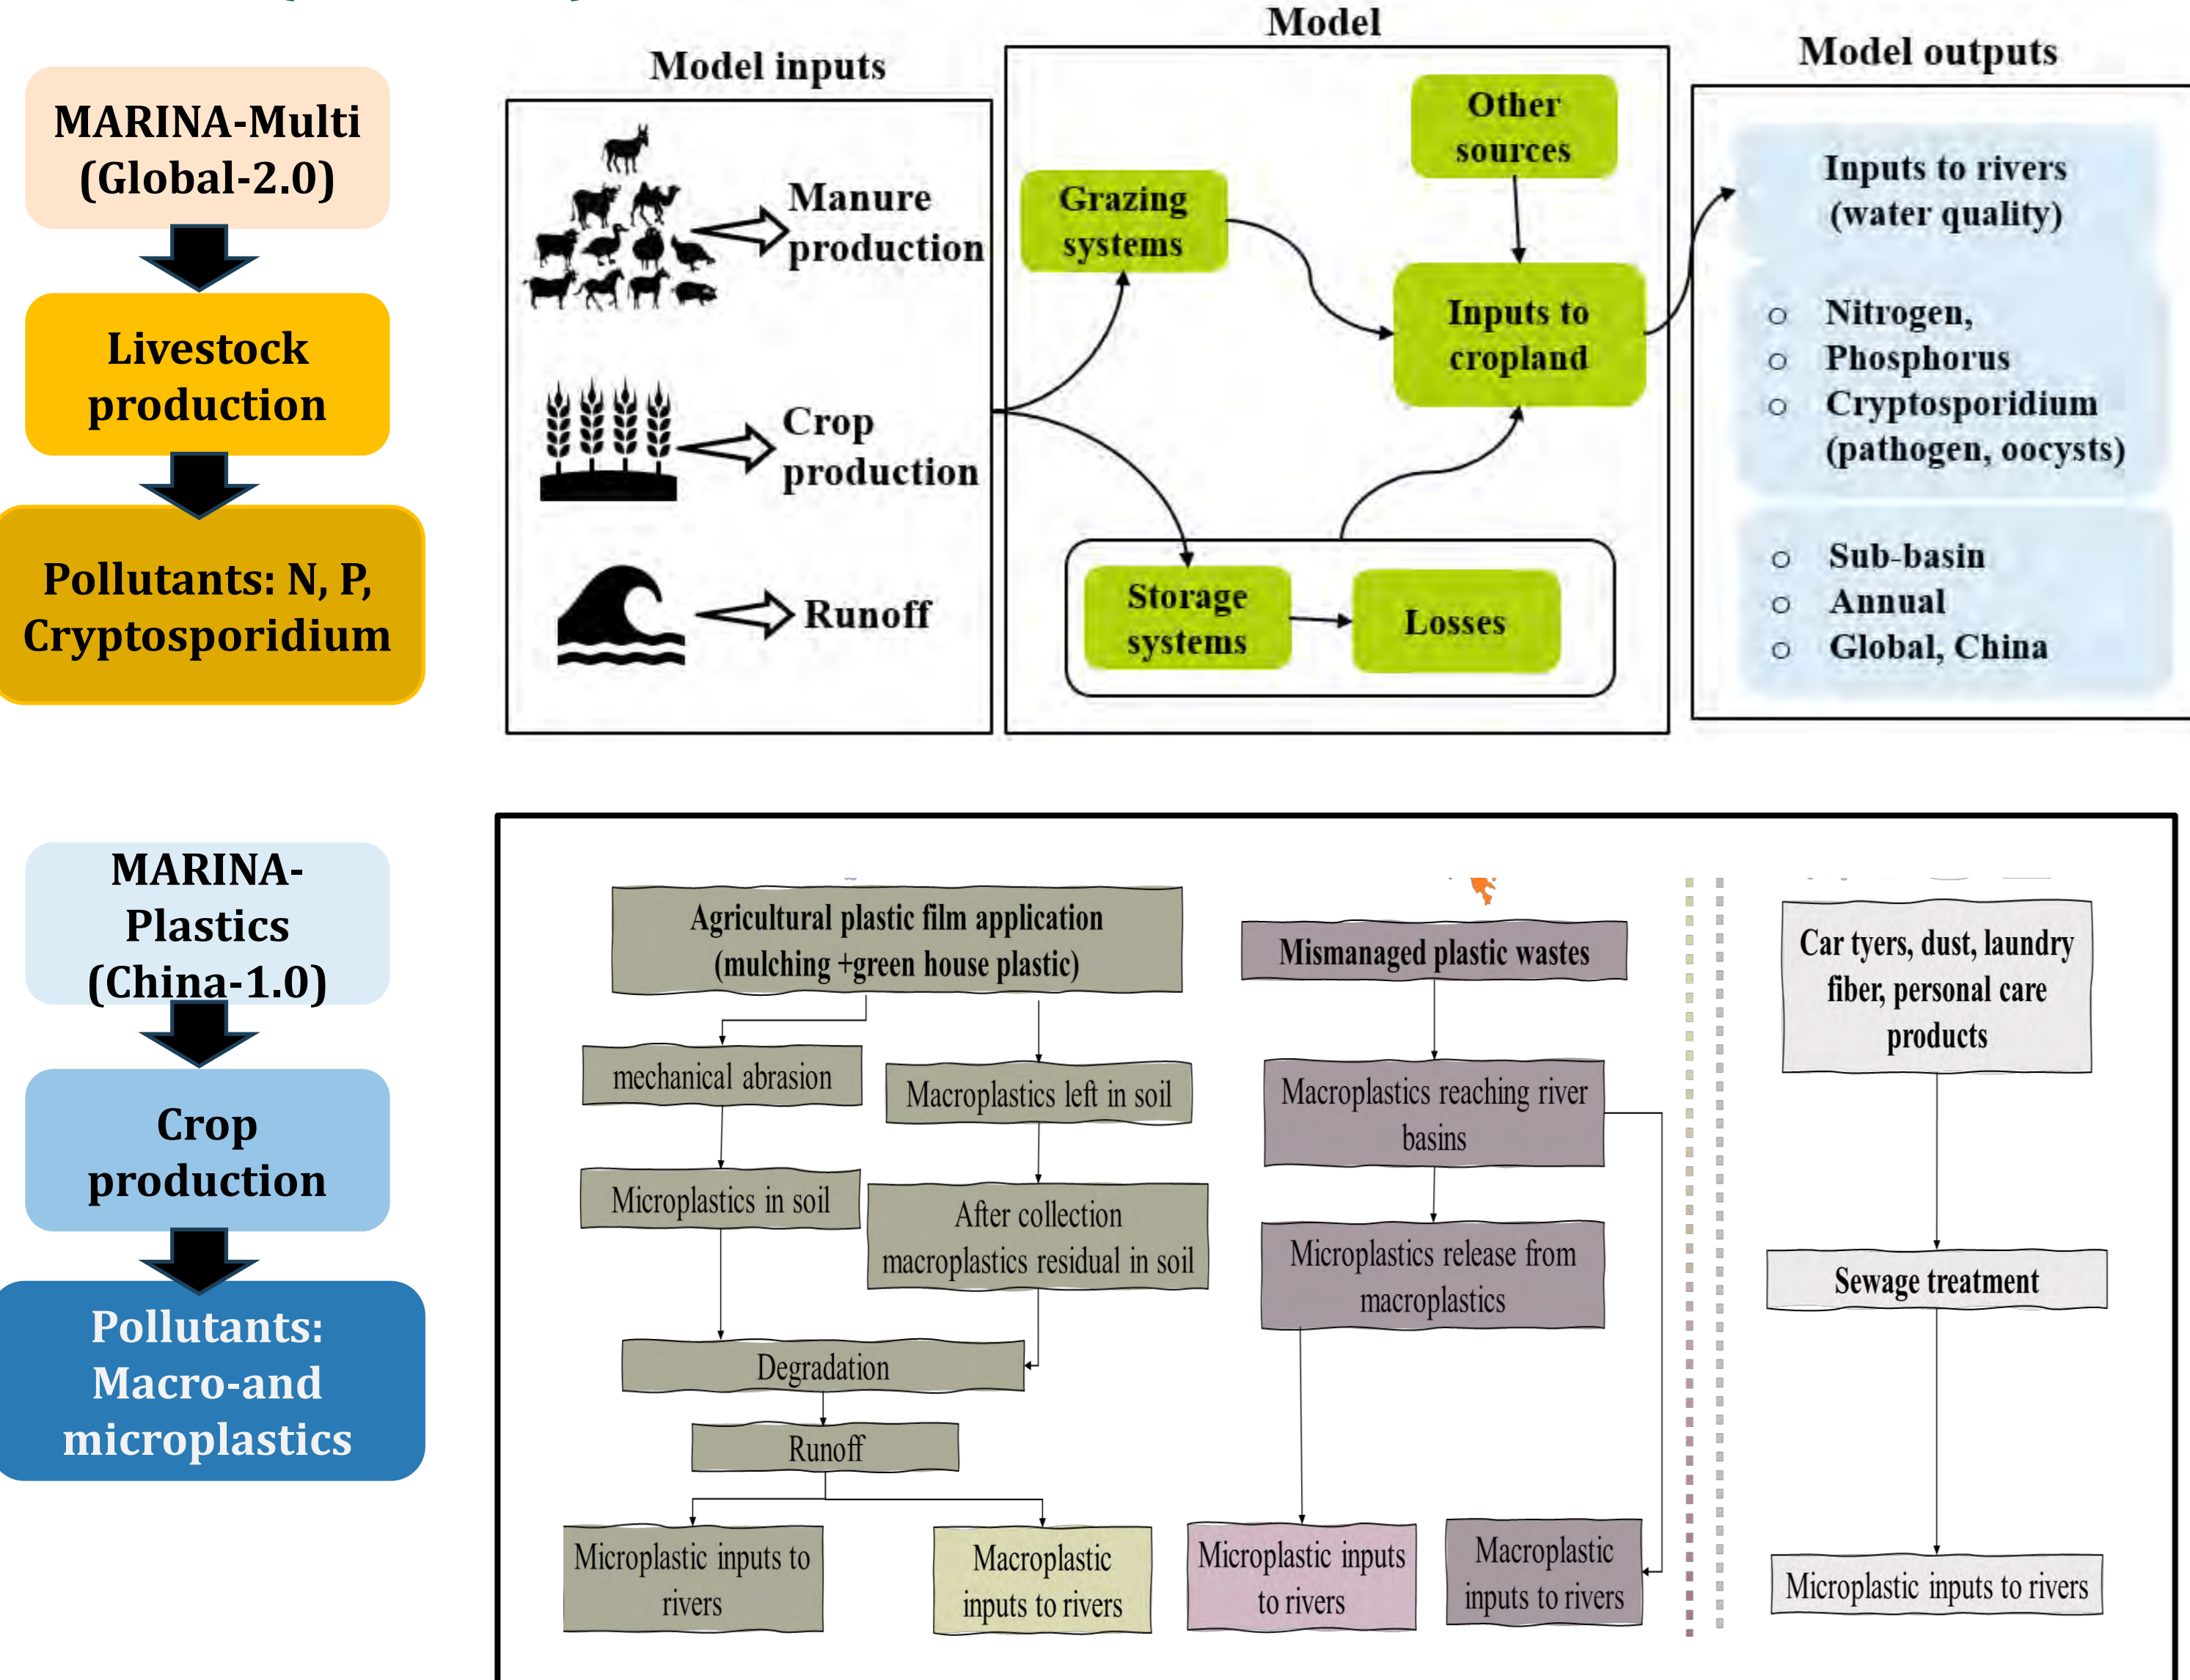 MARINA-Multi
(Global-2.0)
Livestock
production
Pollutants: N, P,
Cryptosporidium
Model inputs
Manure
production
Crop
production
Runoff
Model
Other
sources
Grazing
systems
Inputs to
cropland
Storage
systems
Losses
Model outputs
Inputs to rivers
(water quality)
○ Nitrogen,
○ Phosphorus
○ Cryptosporidium
(pathogen, oocysts)
○ Sub-basin
○ Annual
○ Global, China
MARINA-
Plastics
(China-1.0)
Crop
production
Pollutants:
Macro-and
microplastics
Agricultural plastic film application
(mulching +green house plastic)
mechanical abrasion
Macroplastics left in soil
Microplastics in soil
After collection
macroplastics residual in soil
Degradation
Runoff
Microplastic inputs to
rivers
Macroplastic
inputs to rivers
Mismanaged plastic wastes
Macroplastics reaching river
basins
Microplastics release from
macroplastics
Microplastic inputs
to rivers
Macroplastic
inputs to rivers
Car tyers, dust, laundry
fiber, personal care
products
Sewage treatment
Microplastic inputs to rivers